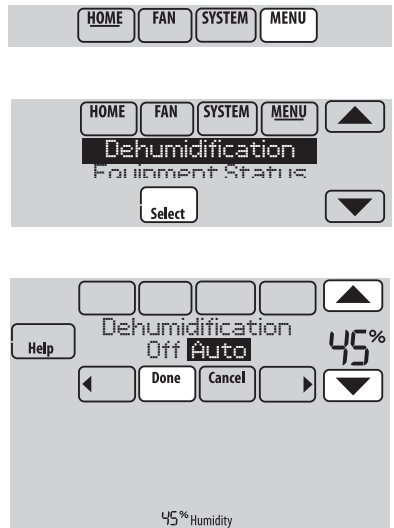 HOME FAN SYSTEM MENU
HOME FAN SYSTEM MENU
Dehumidification
Equipment Status
Select
Dehumidification
Help
Off Auto
45%
Done Cancel
45% Humidity